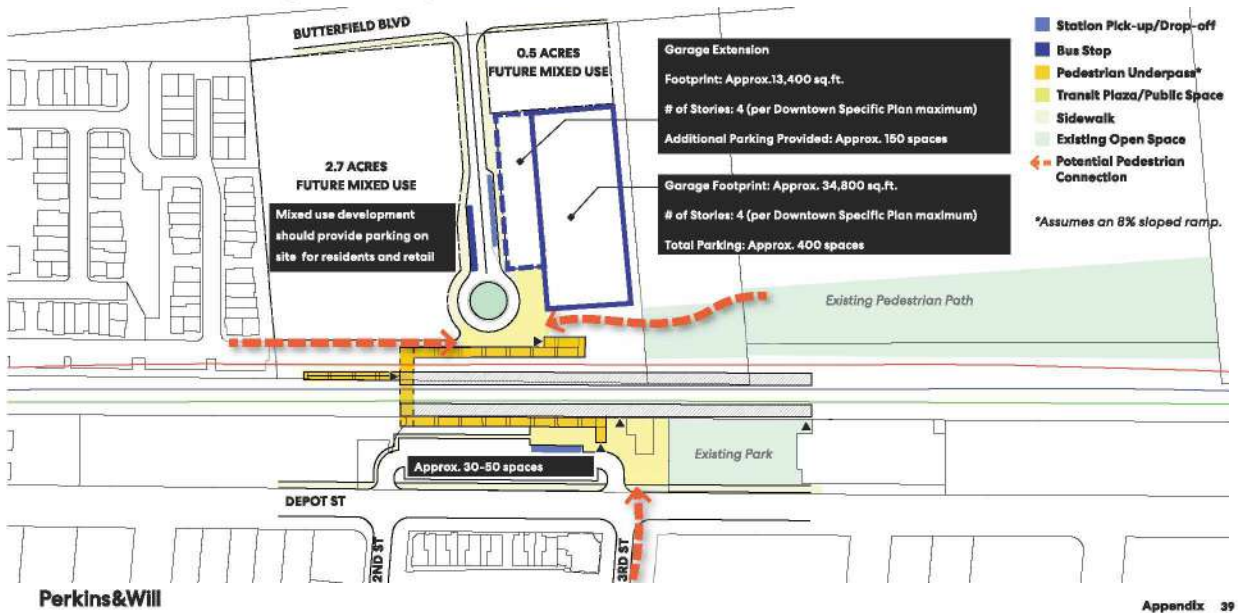 BUTTERFIELD BLVD
0.5 ACRES
FUTURE MIXED USE
2.7 ACRES
FUTURE MIXED USE
Mixed use development
should provide parking on
site for residents and retail
Garage Extension
Footprint: Approx.13,400 sq.ft.
# of Stories: 4 (per Downtown Specific Plan maximum)
Additional Parking Provided: Approx. 150 spaces
Garage Footprint: Approx. 34,800 sq.ft.
# of Stories: 4 (per Downtown Specific Plan maximum)
Total Parking: Approx. 400 spaces
Station Pick-up/Drop-off
Bus Stop
Pedestrian Underpass*
Transit Plaza/Public Space
Sidewalk
Existing Open Space
Potential Pedestrian
Connection
*Assumes an 8% sloped ramp.
Existing Pedestrian Path
Existing Park
Approx. 30-50 spaces
DEPOT ST
2ND ST
3RD ST
Perkins&Will
Appendix 39